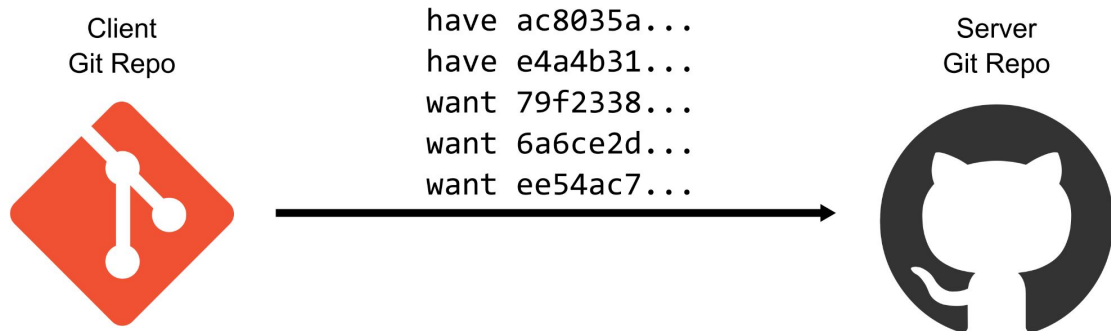 Client
Git Repo
have ac8035a...
have e4a4b31...
want 79f2338...
want 6a6ce2d...
want ee54ac7...
Server
Git Repo